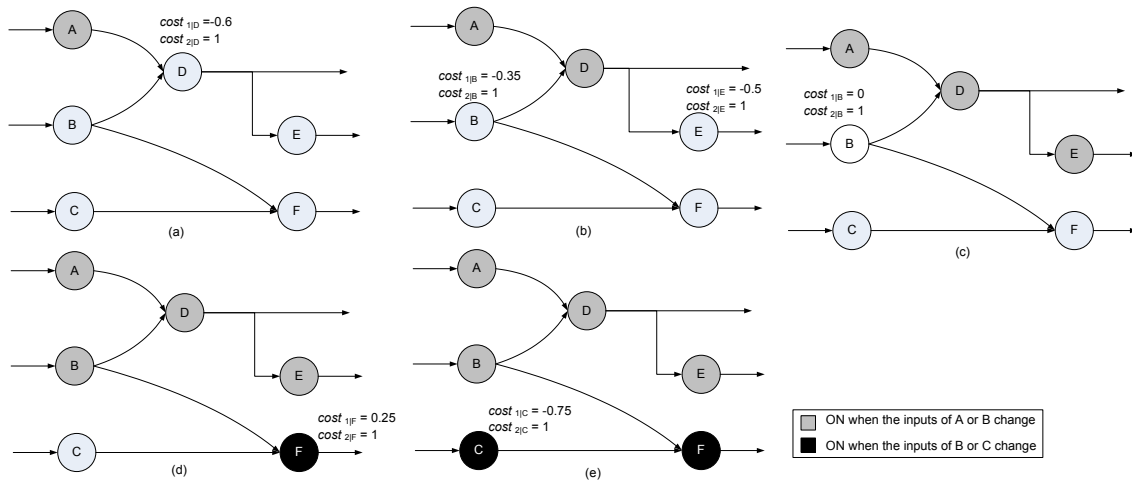 A
cost 1|D =-0.6
cost 2|D = 1
D
B
E
C
F
(a)
A
D
cost 1|B = -0.35
cost 2|B = 1
cost 1|E =-0.5
cost 2|E = 1
B
E
C
F
(b)
A
D
cost 1|B = 0
cost 2|B = 1
B
E
C
F
(c)
A
D
B
E
cost 1|F = 0.25
cost 2|F = 1
C
F
(d)
A
D
B
E
cost 1|C = -0.75
cost 2|C = 1
C
F
(e)
ON when the inputs of A or B change
ON when the inputs of B or C change